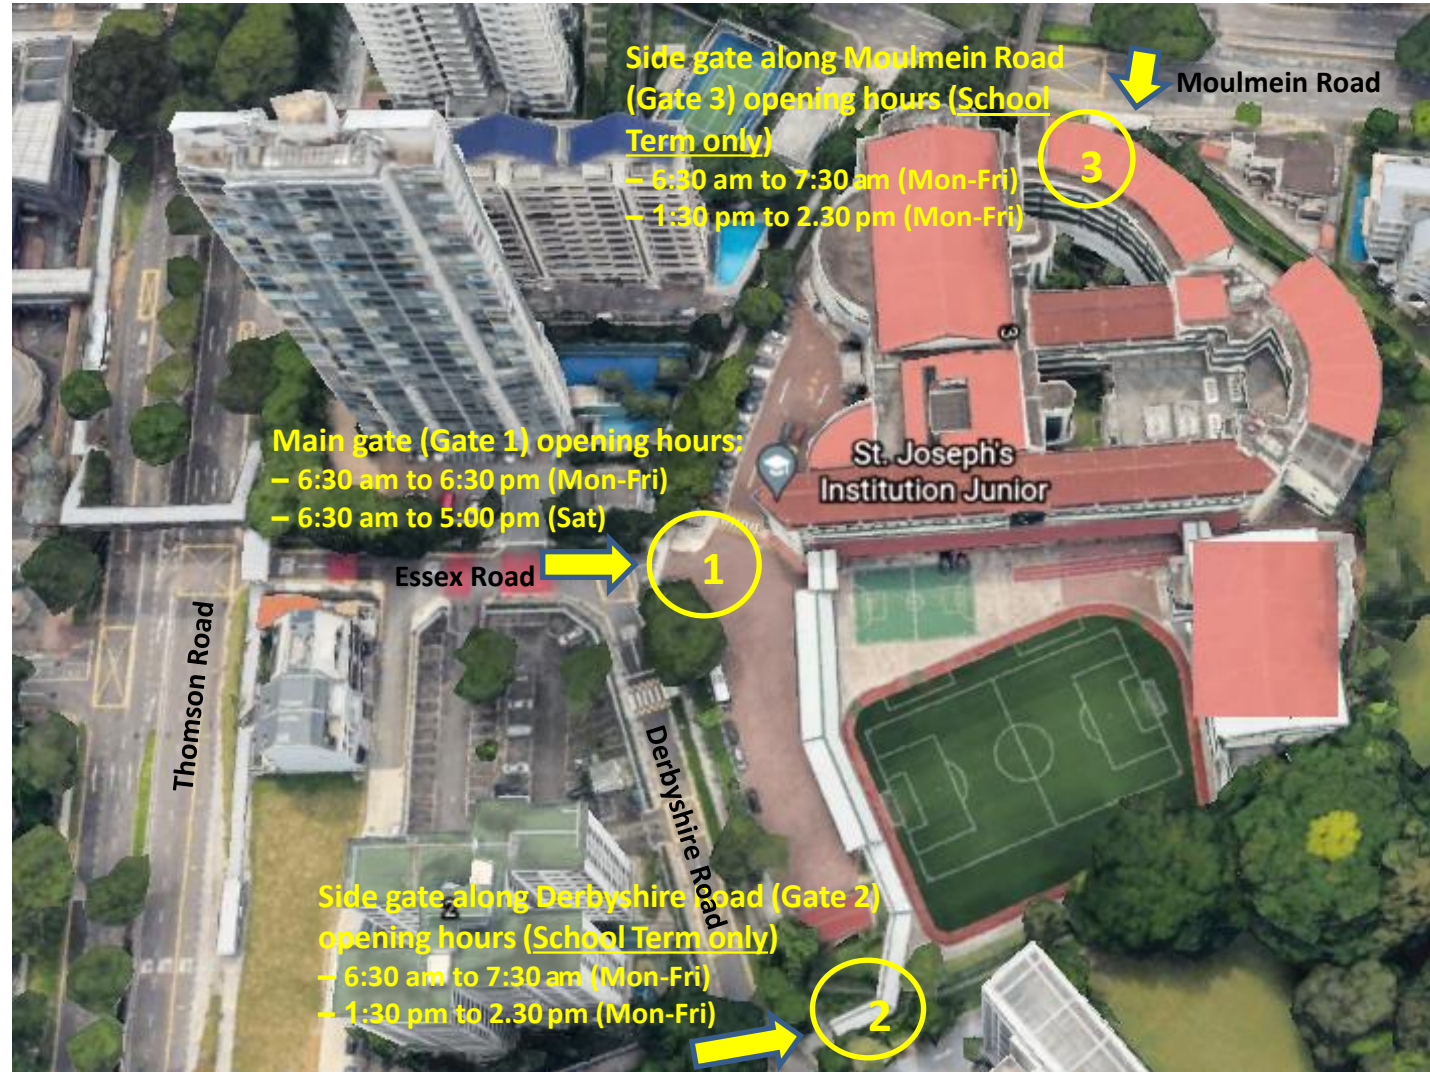 Side gate along Moulmein Road
(Gate 3) opening hours (School
Term only)
– 6:30 am to 7:30 am (Mon-Fri)
– 1:30 pm to 2.30 pm (Mon-Fri)
Moulmein Road
3
3
Main gate (Gate 1) opening hours:
– 6:30 am to 6:30 pm (Mon-Fri)
– 6:30 am to 5:00 pm (Sat)
St. Joseph's
Institution Junior
Essex Road
1
Thomson Road
Derbyshire Road
Side gate along Derbyshire Road (Gate 2)
opening hours (School Term only)
– 6:30 am to 7:30 am (Mon-Fri)
– 1:30 pm to 2.30 pm (Mon-Fri)
2
2